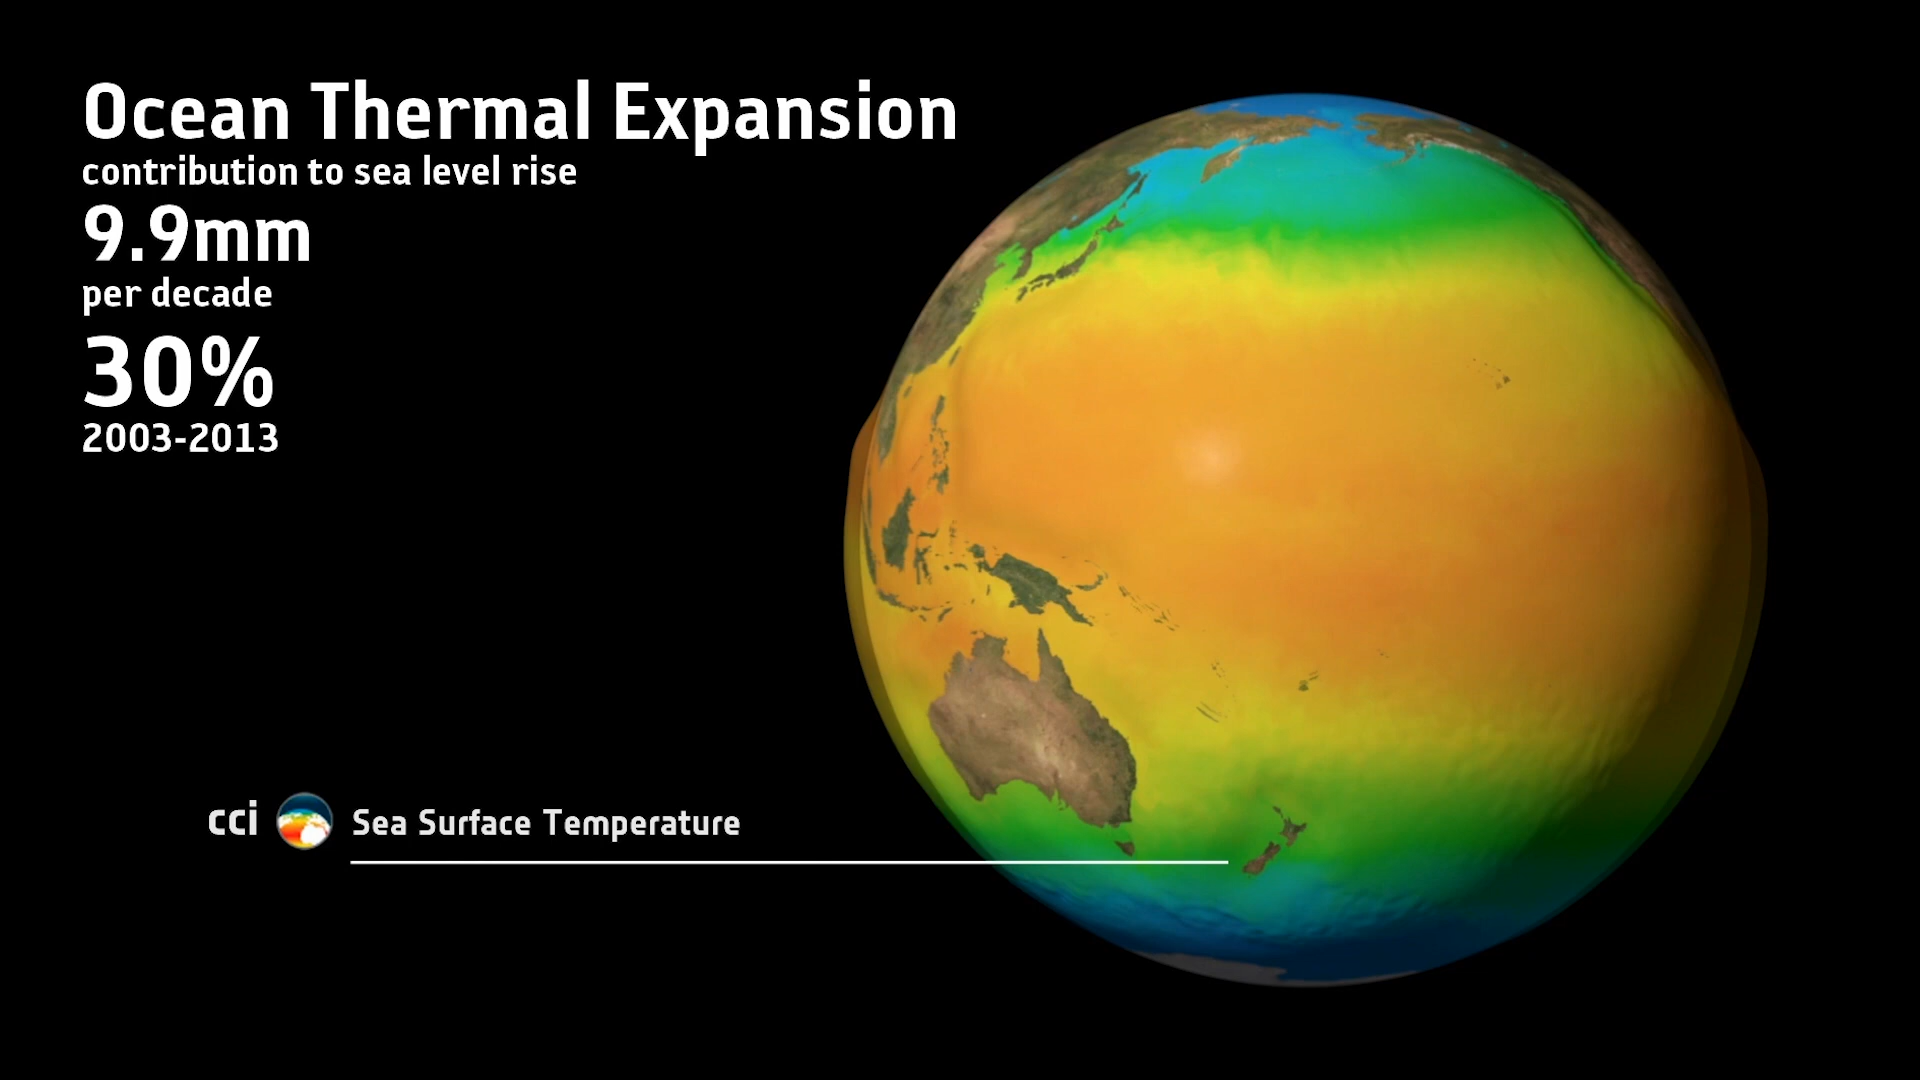 Ocean Thermal Expansion
contribution to sea level rise
9.9mm
per decade
30%
2003-2013
cci Sea Surface Temperature